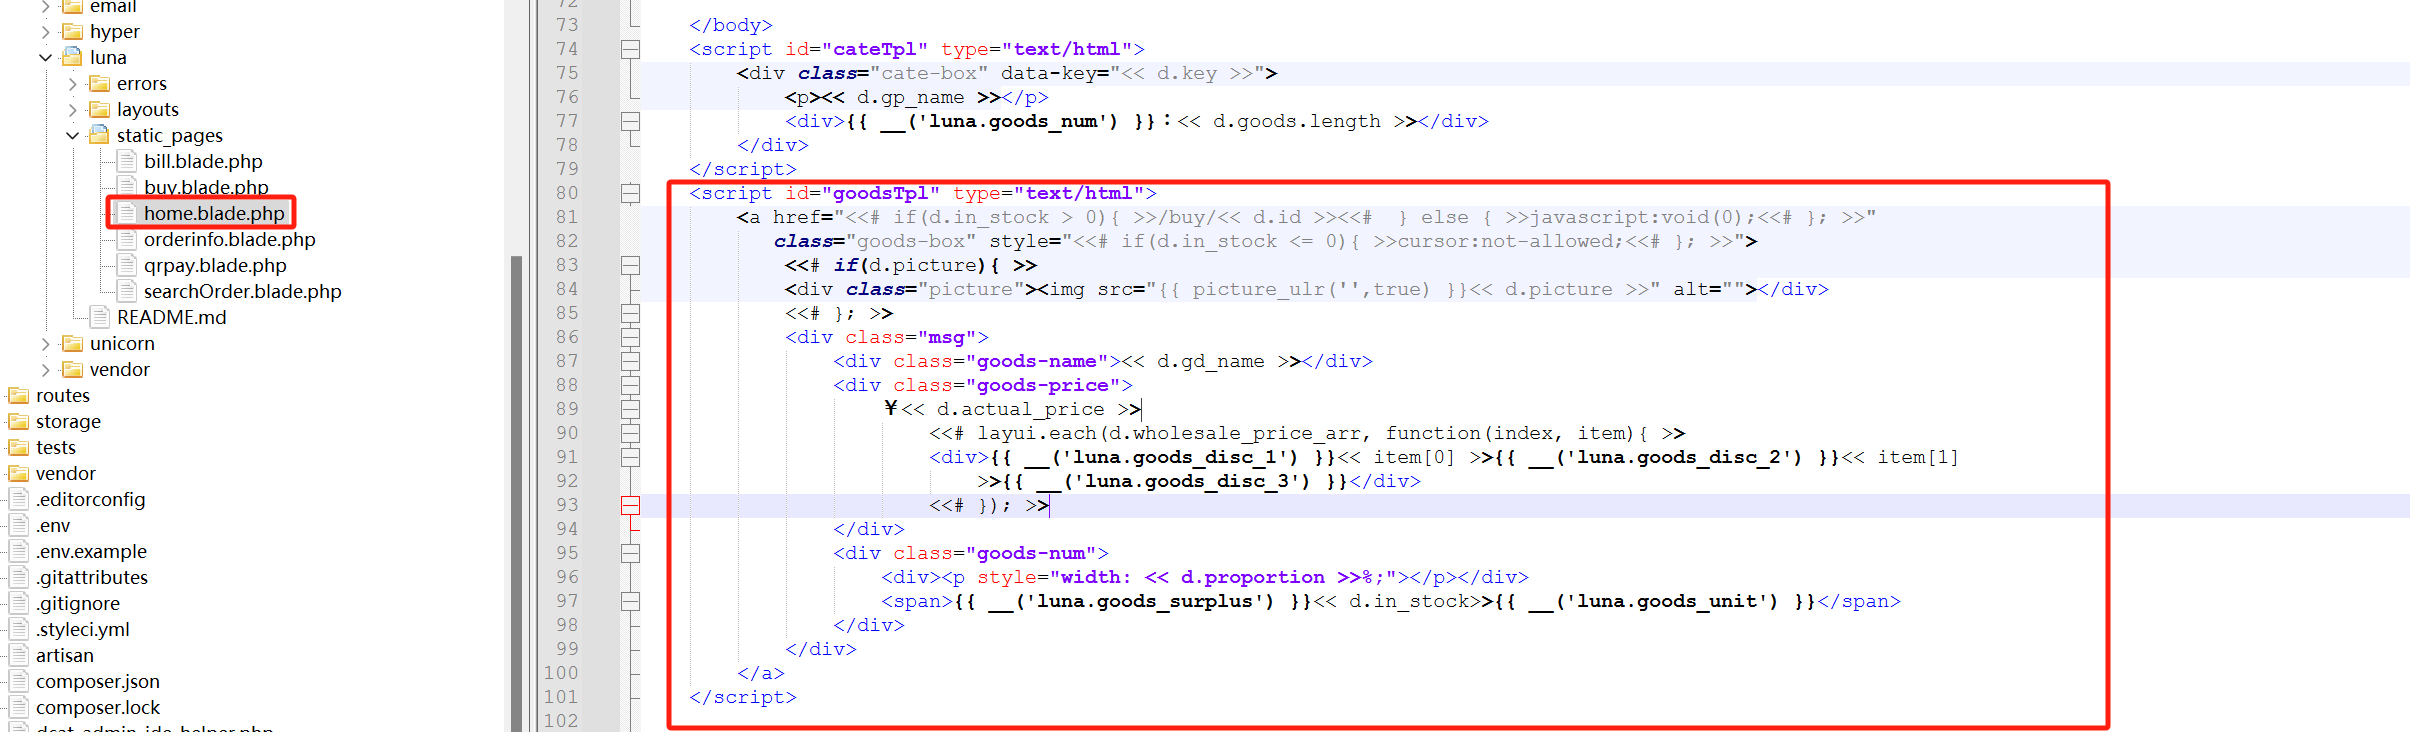 email
hyper
luna
errors
layouts
static_pages
bill.blade.php
buy.blade.php
home.blade.php
orderinfo.blade.php
qrpay.blade.php
searchOrder.blade.php
README.md
unicorn
vendor
routes
storage
tests
vendor
.editorconfig
.env
.env.example
.gitattributes
.gitignore
.styleci.yml
artisan
composer.json
composer.lock
dcat_admin_ide_helper.php
72
73 </body>
74 <script id="cateTpl" type="text/html">
75 <div class="cate-box" data-key="<< d.key >>">
76 <p><< d.gp_name >></p>
77 <div>{{ __('luna.goods_num') }}：<< d.goods.length >></div>
78 </div>
79 </script>
80 <script id="goodsTpl" type="text/html">
81 <a href="<<# if(d.in_stock > 0){ >>/buy/<< d.id >><<#  } else { >>javascript:void(0);<<# }; >>"
82 class="goods-box" style="<<# if(d.in_stock <= 0){ >>cursor:not-allowed;<<# }; >>">
83 <<# if(d.picture){ >>
84 <div class="picture"><img src="{{ picture_ulr('',true) }}<< d.picture >>" alt=""></div>
85 <<# }; >>
86 <div class="msg">
87 <div class="goods-name"><< d.gd_name >></div>
88 <div class="goods-price">
89 ￥<< d.actual_price >>
90 <<# layui.each(d.wholesale_price_arr, function(index, item){ >>
91 <div>{{ __('luna.goods_disc_1') }}<< item[0] >>{{ __('luna.goods_disc_2') }}<< item[1]
92 >>{{ __('luna.goods_disc_3') }}</div>
93 <<# }); >>
94 </div>
95 <div class="goods-num">
96 <div><p style="width: << d.proportion >>%;"></p></div>
97 <span>{{ __('luna.goods_surplus') }}<< d.in_stock>>{{ __('luna.goods_unit') }}</span>
98 </div>
99 </div>
100 </a>
101 </script>
102